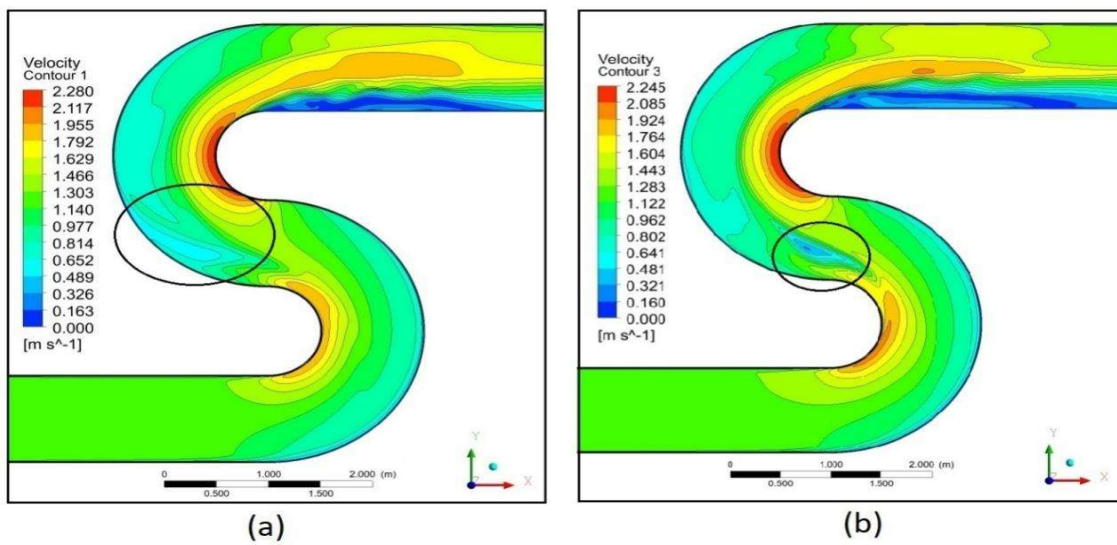 Velocity
Contour 1
2.280
2.117
1.955
1.792
1.629
1.466
1.303
1.140
0.977
0.814
0.652
0.489
0.326
0.163
0.000
[m s^-1]
0 1.000 2.000 (m)
0.500 1.500
Y
X
Z
(a)
Velocity
Contour 3
2.245
2.085
1.924
1.764
1.604
1.443
1.283
1.122
0.962
0.802
0.641
0.481
0.321
0.160
0.000
[m s^-1]
0 1.000 2.000 (m)
0.500 1.500
Y
X
Z
(b)